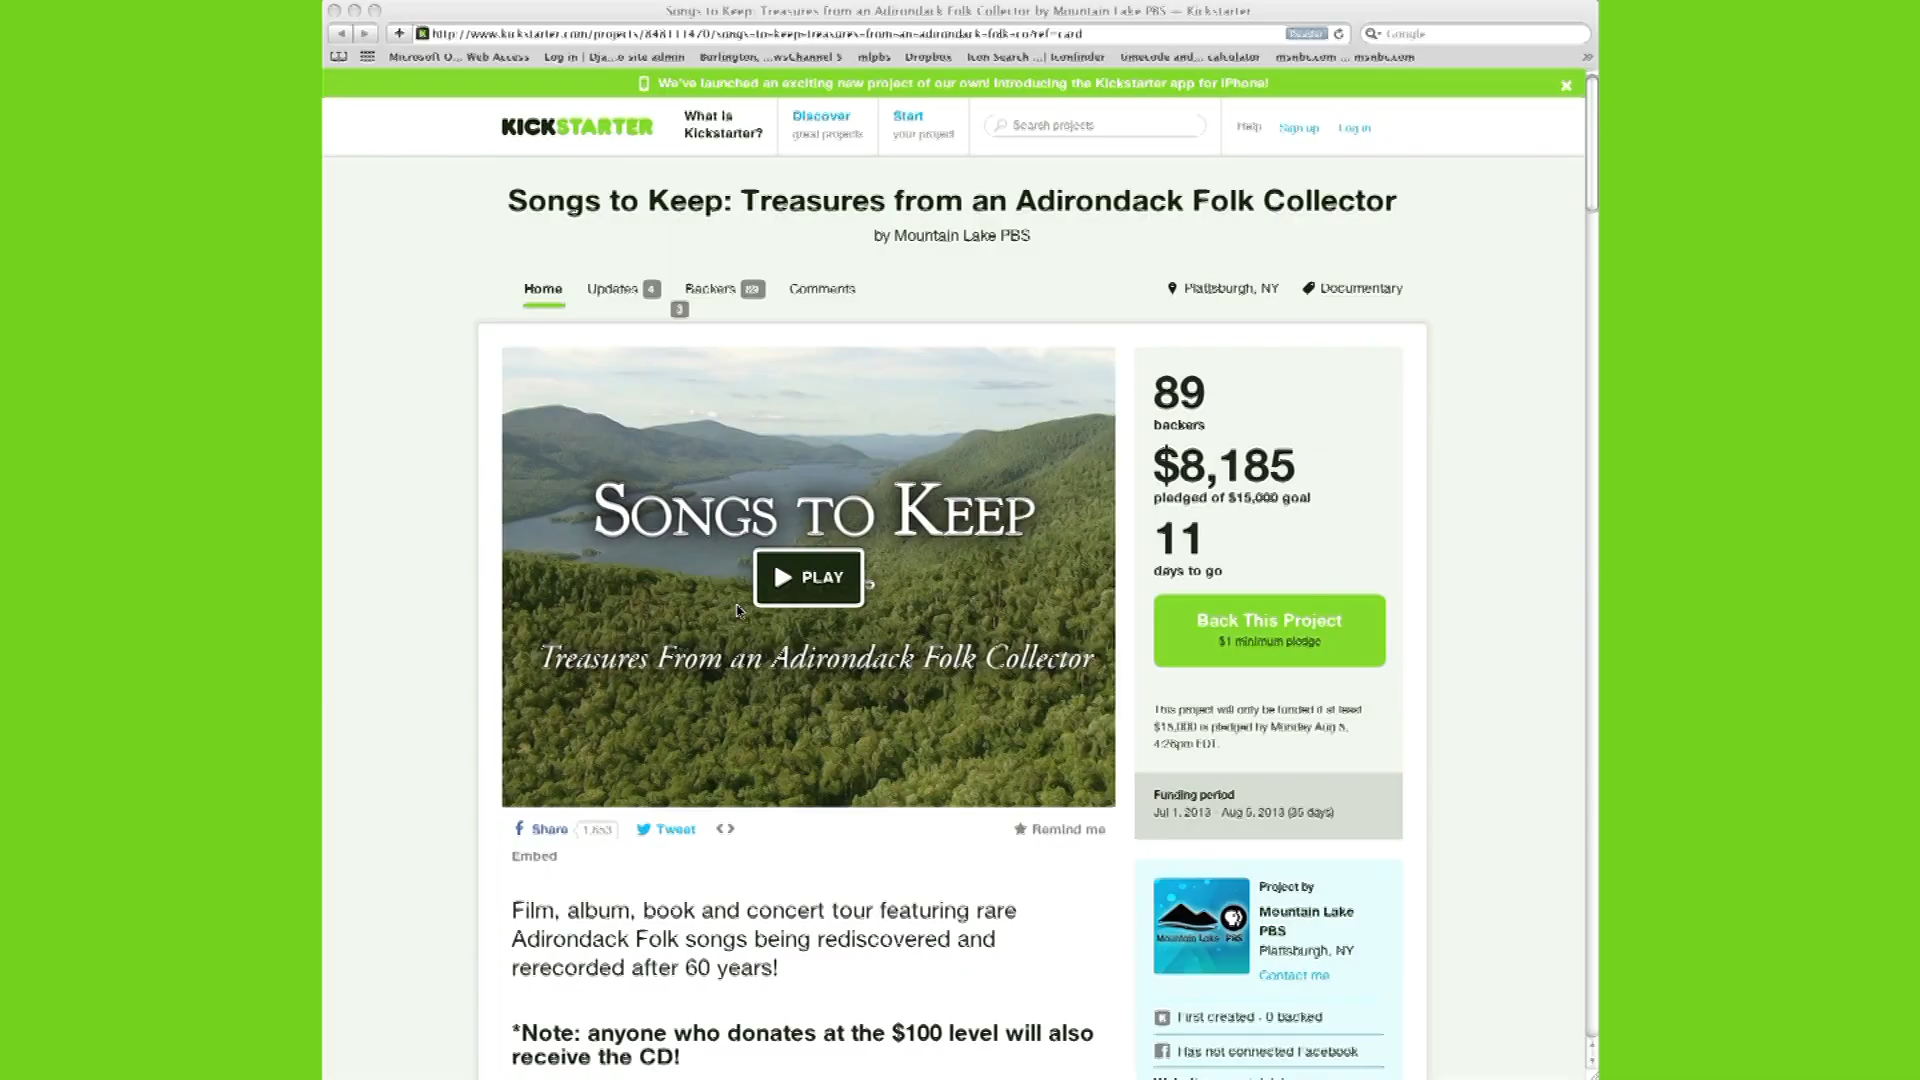 Songs to Keep: Treasures from an Adirondack Folk Collector by Mountain Lake PBS — Kickstarter
http://www.kickstarter.com/projects/848111470/songs-to-keep-treasures-from-an-adirondack-folk-co?ref=card
Reader
Google
Microsoft O... Web Access
Log in | Dja...o site admin
Burlington, ...wsChannel 5
mlpbs
Dropbox
Icon Search ...| Iconfinder
timecode and... calculator
msnbc.com ... msnbc.com
We've launched an exciting new project of our own! Introducing the Kickstarter app for iPhone!
KICKSTARTER
What is
Kickstarter?
Discover
great projects
Start
your project
Search projects
Help
Sign up
Log in
Songs to Keep: Treasures from an Adirondack Folk Collector
by Mountain Lake PBS
Home
Updates 4
Backers 89
Comments
3
Plattsburgh, NY
Documentary
SONGS TO KEEP
PLAY
Treasures From an Adirondack Folk Collector
89
backers
$8,185
pledged of $15,000 goal
11
days to go
Back This Project
$1 minimum pledge
This project will only be funded if at least
$15,000 is pledged by Monday Aug 5,
4:26pm EDT.
Funding period
Jul 1, 2013 - Aug 5, 2013 (35 days)
Share
1,653
Tweet
Remind me
Embed
Film, album, book and concert tour featuring rare
Adirondack Folk songs being rediscovered and
rerecorded after 60 years!
*Note: anyone who donates at the $100 level will also
receive the CD!
Mountain Lake PBS
Project by
Mountain Lake
PBS
Plattsburgh, NY
Contact me
First created · 0 backed
Has not connected Facebook